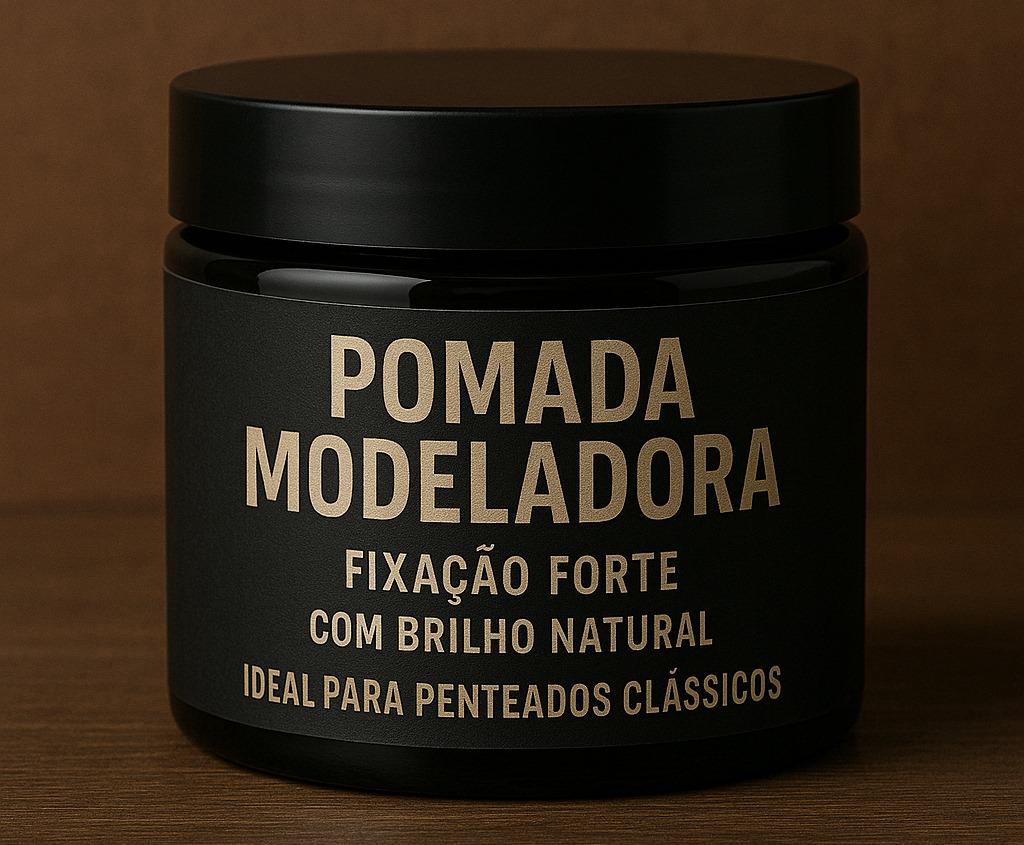 POMADA
MODELADORA
FIXAÇÃO FORTE
COM BRILHO NATURAL
IDEAL PARA PENTEADOS CLÁSSICOS